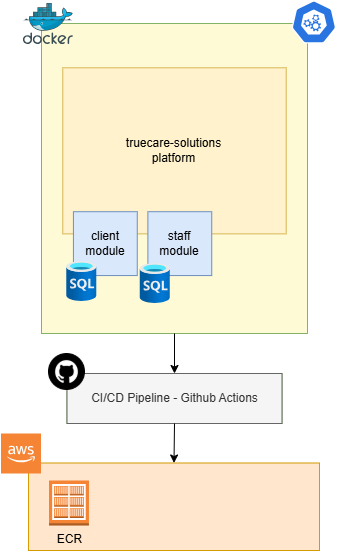 docker
truecare-solutions
platform
client
module
staff
module
SQL
SQL
CI/CD Pipeline - Github Actions
aws
ECR